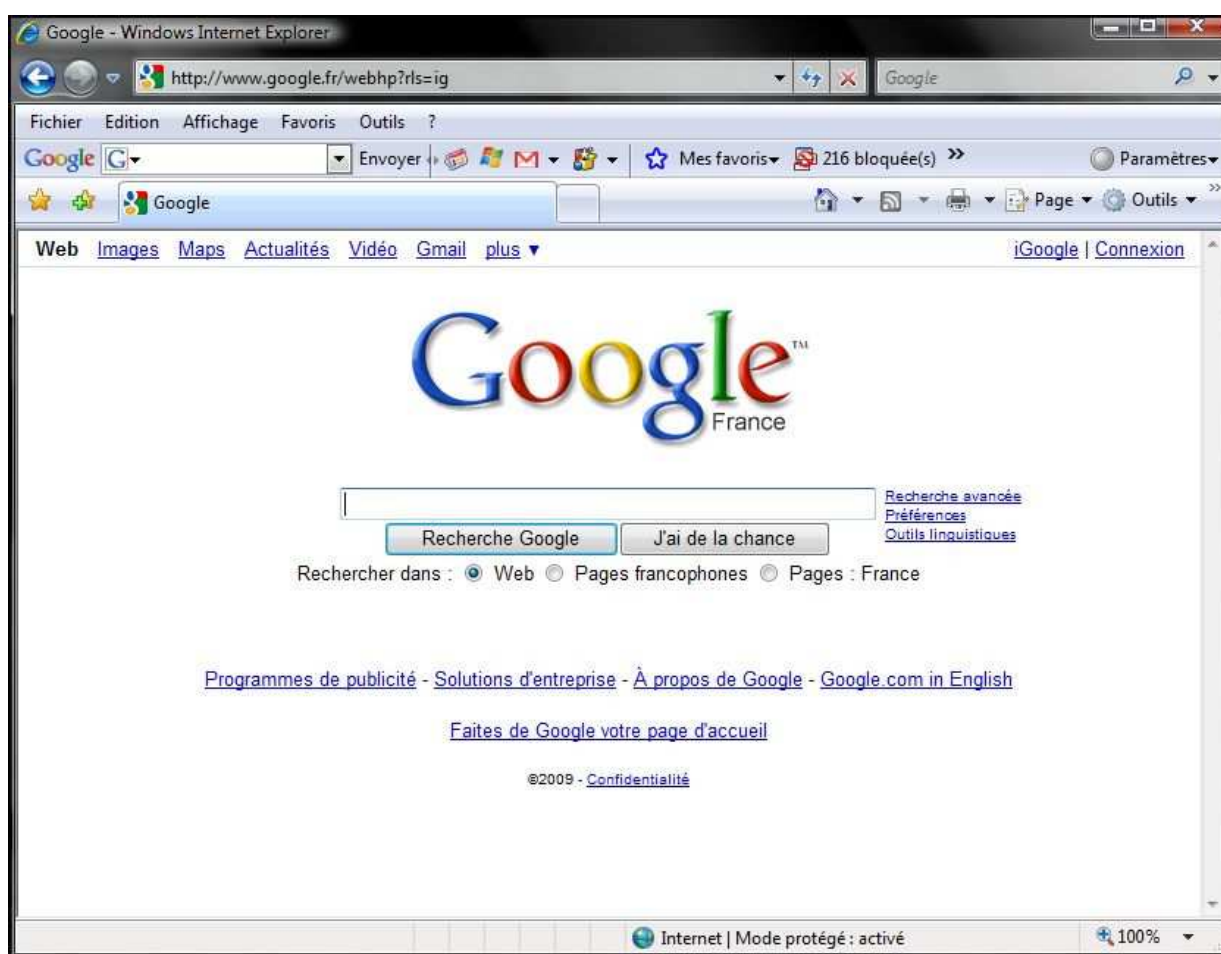 Google - Windows Internet Explorer
http://www.google.fr/webhp?rls=ig Google
Fichier Edition Affichage Favoris Outils ?
Google G Envoyer Mes favoris 216 bloquée(s) Paramètres
Google Page Outils
Web Images Maps Actualités Vidéo Gmail plus iGoogle | Connexion
Google™
France
Recherche avancée
Préférences
Outils linguistiques
Recherche Google J'ai de la chance
Rechercher dans : Web Pages francophones Pages : France
Programmes de publicité - Solutions d'entreprise - À propos de Google - Google.com in English
Faites de Google votre page d'accueil
©2009 - Confidentialité
Internet | Mode protégé : activé 100%